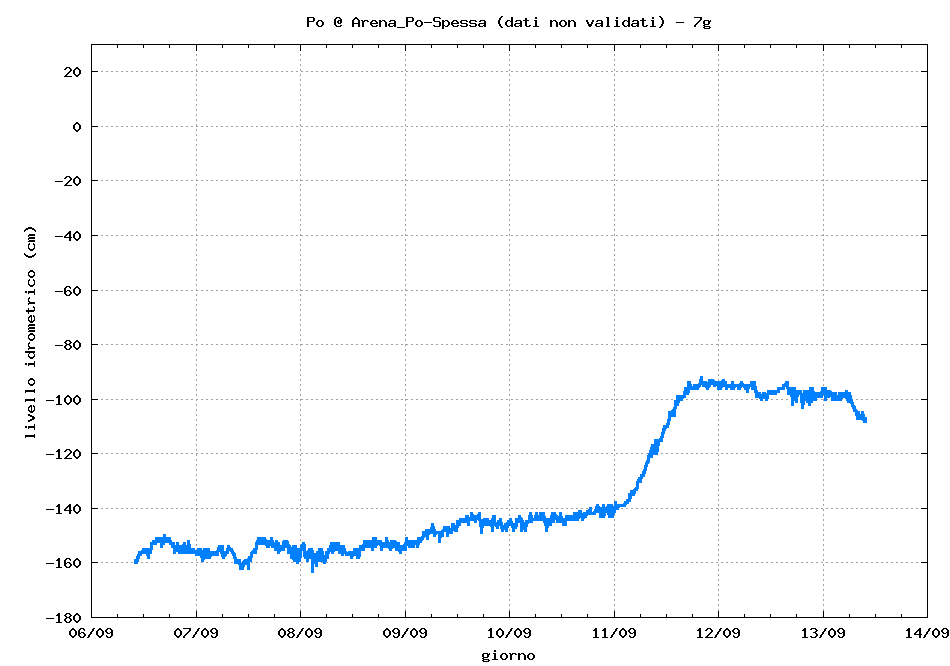 Po @ Arena_Po-Spessa (dati non validati) - 7g
livello idrometrico (cm)
20
0
-20
-40
-60
-80
-100
-120
-140
-160
-180
06/09 07/09 08/09 09/09 10/09 11/09 12/09 13/09 14/09
giorno